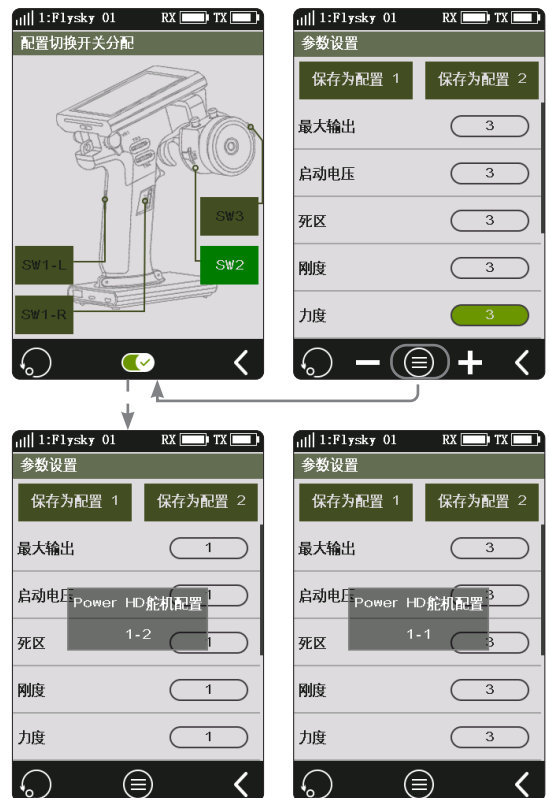 1:Flysky 01 RX TX
配置切换开关分配
SW3
SW1-L
SW2
SW1-R
1:Flysky 01 RX TX
参数设置
保存为配置 1 保存为配置 2
最大输出 3
启动电压 3
死区 3
刚度 3
力度 3
1:Flysky 01 RX TX
参数设置
保存为配置 1 保存为配置 2
最大输出 1
启动电压 1
Power HD舵机配置
1-2
死区 1
刚度 1
力度 1
1:Flysky 01 RX TX
参数设置
保存为配置 1 保存为配置 2
最大输出 3
启动电压 3
Power HD舵机配置
1-1
死区 3
刚度 3
力度 3